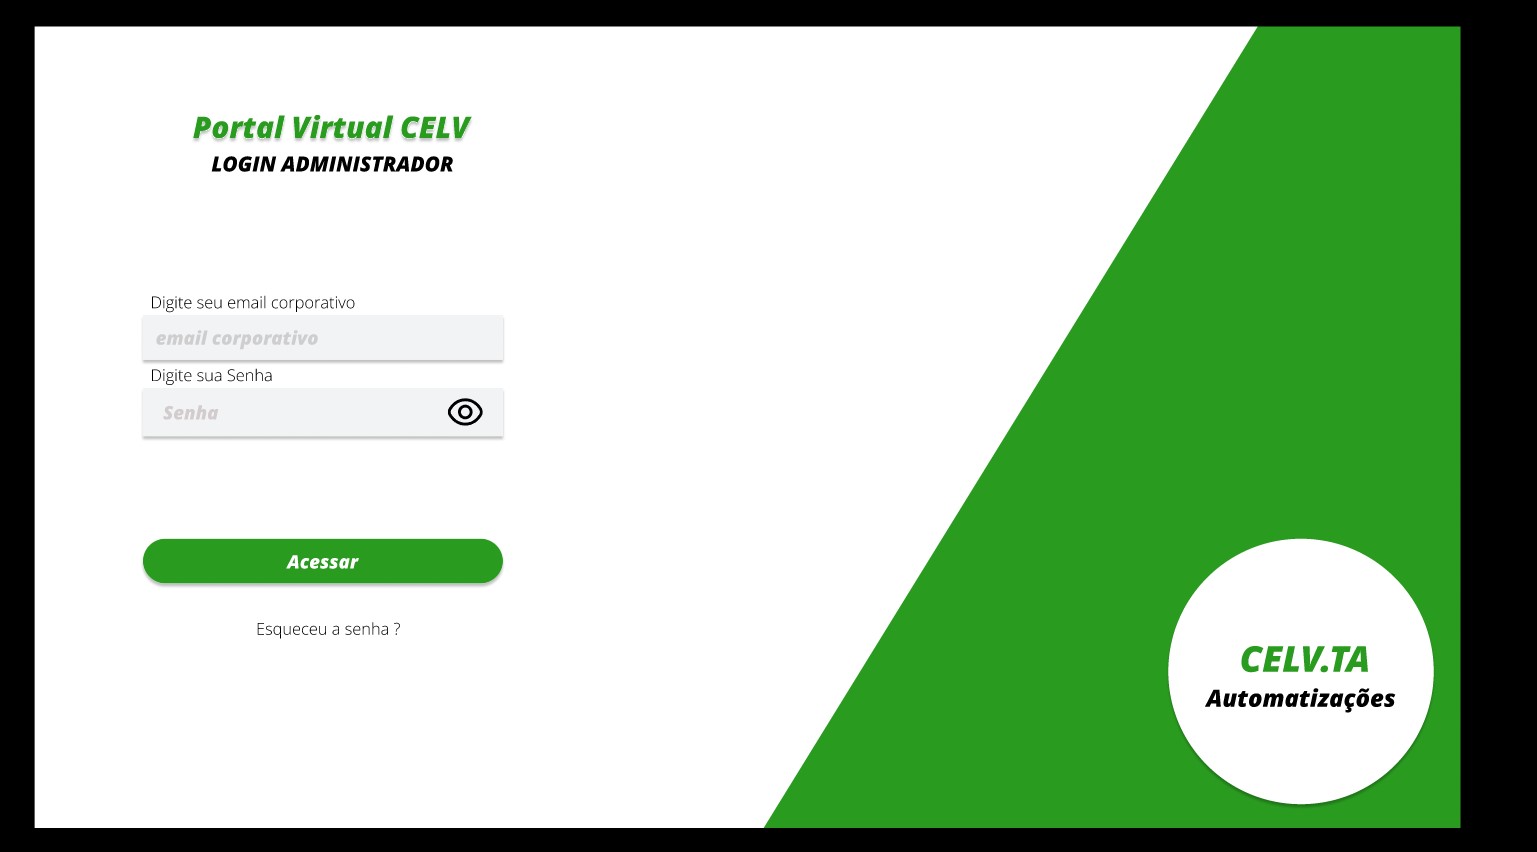 Portal Virtual CELV
LOGIN ADMINISTRADOR
Digite seu email corporativo
email corporativo
Digite sua Senha
Senha
Acessar
Esqueceu a senha ?
CELV.TA
Automatizações